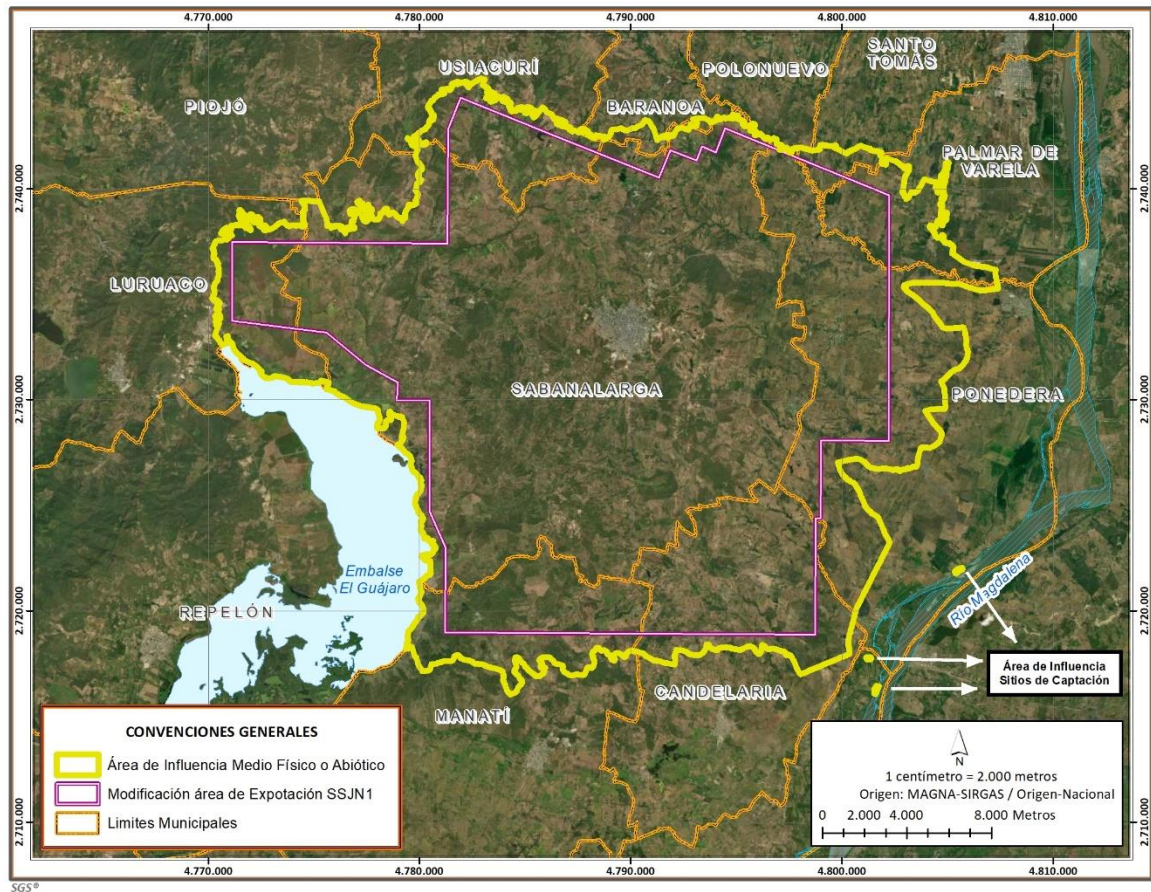 4.770.000
4.780.000
4.790.000
4.800.000
4.810.000
SANTO
TOMÁS
USIACURÍ
POLONUEVO
PIOJÓ
BARANOA
PALMAR DE
VARELA
2.740.000
2.740.000
LURUACO
SABANALARGA
PONEDERA
2.730.000
2.730.000
Embalse
El Guájaro
REPELÓN
Río Magdalena
2.720.000
2.720.000
Área de Influencia
Sitios de Captación
CANDELARIA
MANATÍ
CONVENCIONES GENERALES
Área de Influencia Medio Físico o Abiótico
Modificación área de Expotación SSJN1
Limites Municipales
N
1 centímetro = 2.000 metros
Origen: MAGNA-SIRGAS / Origen-Nacional
0 2.000 4.000 8.000 Metros
2.710.000
2.710.000
4.770.000
4.780.000
4.790.000
4.800.000
4.810.000
SGS®